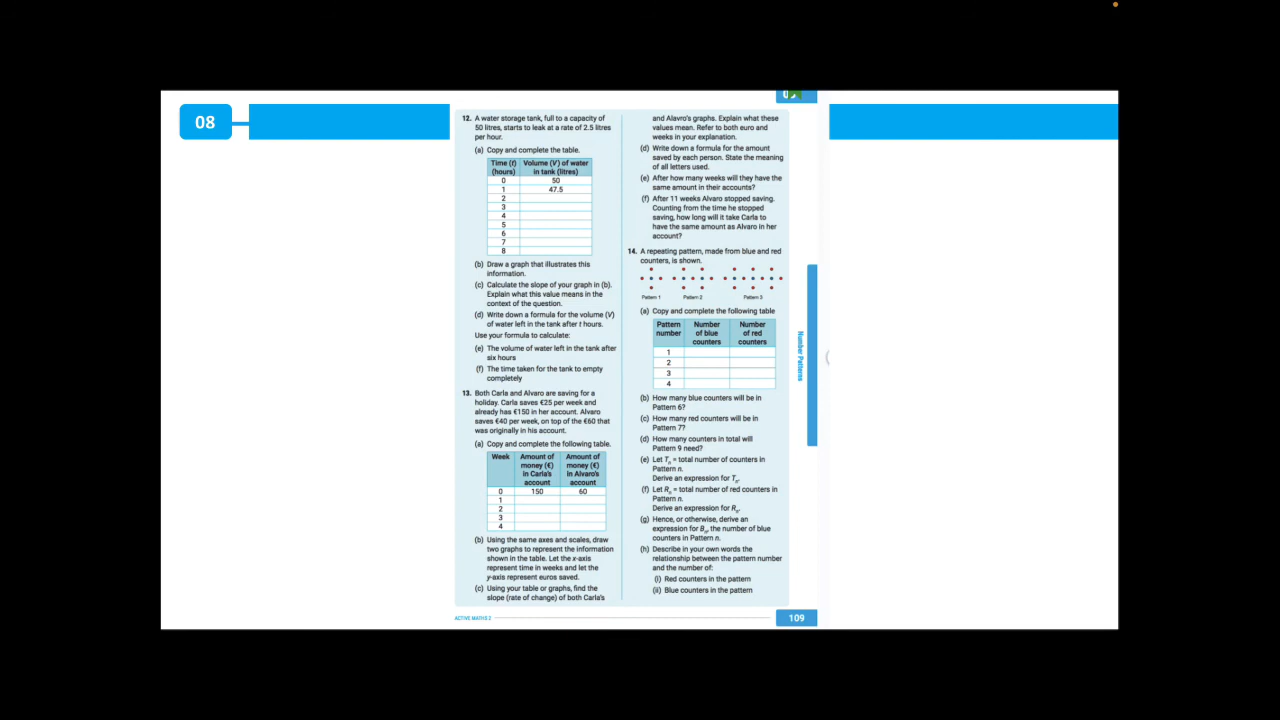 08
12. A water storage tank, full to a capacity of
50 litres, starts to leak at a rate of 2.5 litres
per hour.
(a) Copy and complete the table.
Time (t) Volume (V) of water
(hours) in tank (litres)
0 50
1 47.5
2
3
4
5
6
7
8
(b) Draw a graph that illustrates this
information.
(c) Calculate the slope of your graph in (b).
Explain what this value means in the
context of the question.
(d) Write down a formula for the volume (V)
of water left in the tank after t hours.
Use your formula to calculate:
(e) The volume of water left in the tank after
six hours
(f) The time taken for the tank to empty
completely
13. Both Carla and Alvaro are saving for a
holiday. Carla saves €25 per week and
already has €150 in her account. Alvaro
saves €40 per week, on top of the €60 that
was originally in his account.
(a) Copy and complete the following table.
Week Amount of Amount of
money (€) money (€)
in Carla's in Alvaro's
account account
0 150 60
1
2
3
4
(b) Using the same axes and scales, draw
two graphs to represent the information
shown in the table. Let the x-axis
represent time in weeks and let the
y-axis represent euros saved.
(c) Using your table or graphs, find the
slope (rate of change) of both Carla's
and Alavro's graphs. Explain what these
values mean. Refer to both euro and
weeks in your explanation.
(d) Write down a formula for the amount
saved by each person. State the meaning
of all letters used.
(e) After how many weeks will they have the
same amount in their accounts?
(f) After 11 weeks Alvaro stopped saving.
Counting from the time he stopped
saving, how long will it take Carla to
have the same amount as Alvaro in her
account?
14. A repeating pattern, made from blue and red
counters, is shown.
Pattern 1 Pattern 2 Pattern 3
(a) Copy and complete the following table
Pattern Number Number
number of blue of red
counters counters
1
2
3
4
(b) How many blue counters will be in
Pattern 6?
(c) How many red counters will be in
Pattern 7?
(d) How many counters in total will
Pattern 9 need?
(e) Let Tn = total number of counters in
Pattern n.
Derive an expression for Tn.
(f) Let Rn = total number of red counters in
Pattern n.
Derive an expression for Rn.
(g) Hence, or otherwise, derive an
expression for Bn, the number of blue
counters in Pattern n.
(h) Describe in your own words the
relationship between the pattern number
and the number of:
(i) Red counters in the pattern
(ii) Blue counters in the pattern
Number Patterns
ACTIVE MATHS 2
109